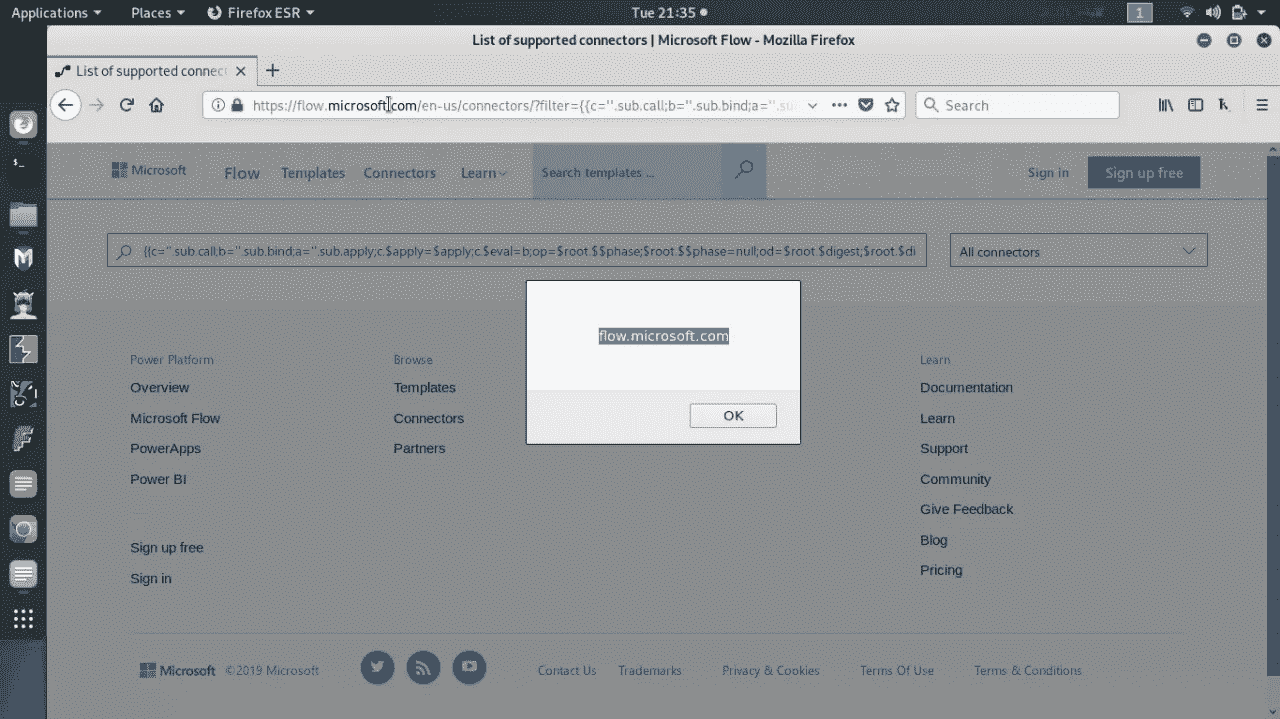 Applications Places Firefox ESR Tue 21:35 1
List of supported connectors | Microsoft Flow - Mozilla Firefox
List of supported connect
https://flow.microsoft.com/en-us/connectors/?filter={{c=''.sub.call;b=''.sub.bind;a=''.su Search
Microsoft Flow Templates Connectors Learn Search templates ... Sign in Sign up free
{{c=''.sub.call;b=''.sub.bind;a=''.sub.apply;c.$apply=$apply;c.$eval=b;op=$root.$$phase;$root.$$phase=null;od=$root.$digest;$root.$di All connectors
flow.microsoft.com
OK
Power Platform
Overview
Microsoft Flow
PowerApps
Power BI
Sign up free
Sign in
Browse
Templates
Connectors
Partners
Learn
Documentation
Learn
Support
Community
Give Feedback
Blog
Pricing
Microsoft ©2019 Microsoft Contact Us Trademarks Privacy & Cookies Terms Of Use Terms & Conditions